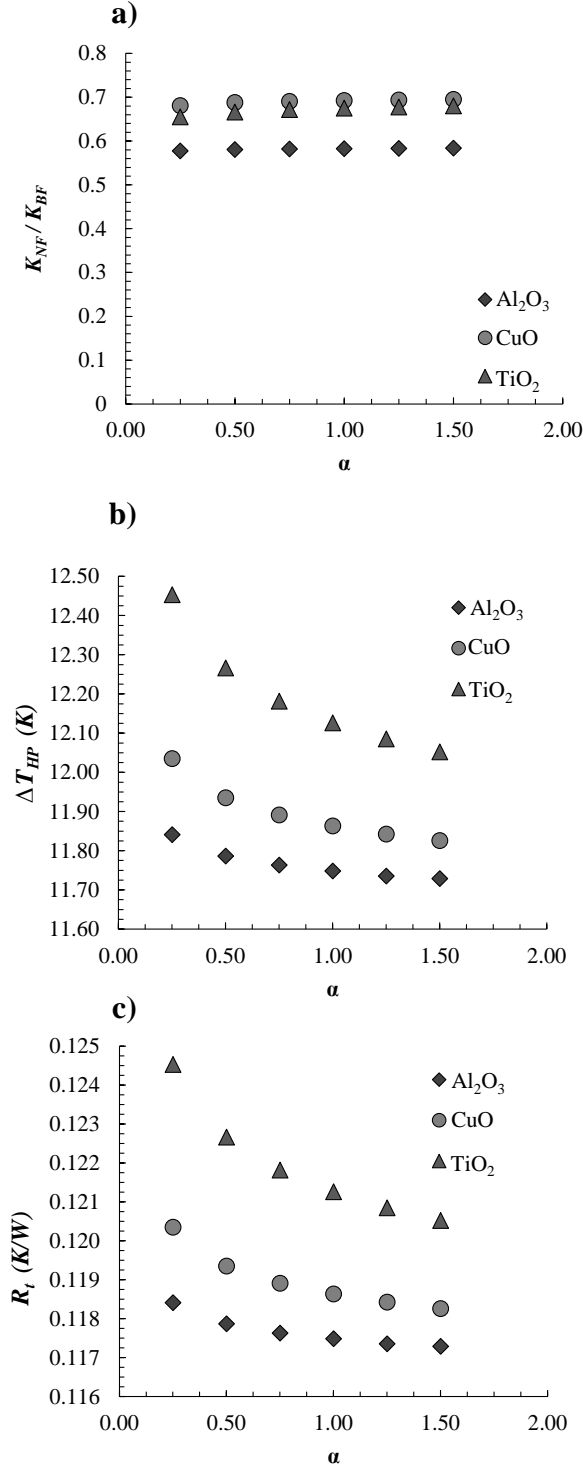 a)
0.8
0.7
0.6
0.5
0.4
0.3
0.2
0.1
0
K_NF / K_BF
Al₂O₃
CuO
TiO₂
0.00 0.50 1.00 1.50 2.00
α
b)
12.50
12.40
12.30
12.20
12.10
12.00
11.90
11.80
11.70
11.60
ΔT_HP (K)
Al₂O₃
CuO
TiO₂
0.00 0.50 1.00 1.50 2.00
α
c)
0.125
0.124
0.123
0.122
0.121
0.120
0.119
0.118
0.117
0.116
R_t (K/W)
Al₂O₃
CuO
TiO₂
0.00 0.50 1.00 1.50 2.00
α